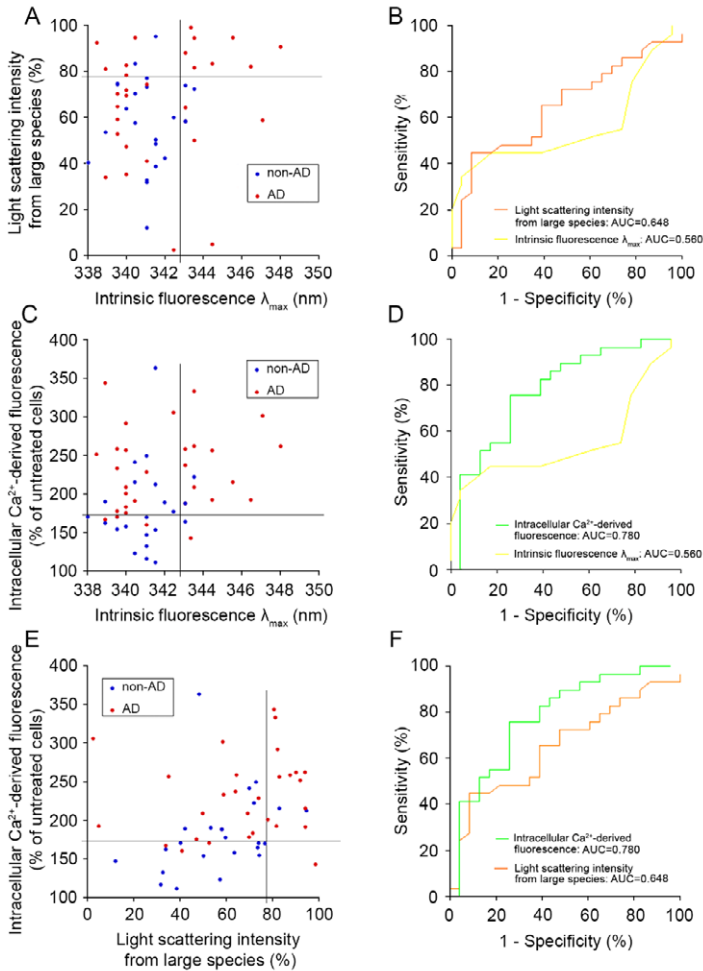 A
Light scattering intensity
from large species (%)
100
80
60
40
20
0
338 340 342 344 346 348 350
Intrinsic fluorescence λmax (nm)
non-AD
AD
B
Sensitivity (%
100
80
60
40
20
0
0 20 40 60 80 100
1 - Specificity (%)
Light scattering intensity
from large species: AUC=0.648
Intrinsic fluorescence λmax: AUC=0.560
C
Intracellular Ca²⁺-derived fluorescence
(% of untreated cells)
400
350
300
250
200
150
100
338 340 342 344 346 348 350
Intrinsic fluorescence λmax (nm)
non-AD
AD
D
Sensitivity (%)
100
80
60
40
20
0
0 20 40 60 80 100
1 - Specificity (%)
Intracellular Ca²⁺-derived
fluorescence: AUC=0.780
Intrinsic fluorescence λmax: AUC=0.560
E
Intracellular Ca²⁺-derived fluorescence
(% of untreated cells)
400
350
300
250
200
150
100
0 20 40 60 80 100
Light scattering intensity
from large species (%)
non-AD
AD
F
Sensitivity (%)
100
80
60
40
20
0
0 20 40 60 80 100
1 - Specificity (%)
Intracellular Ca²⁺-derived
fluorescence: AUC=0.780
Light scattering intensity
from large species: AUC=0.648